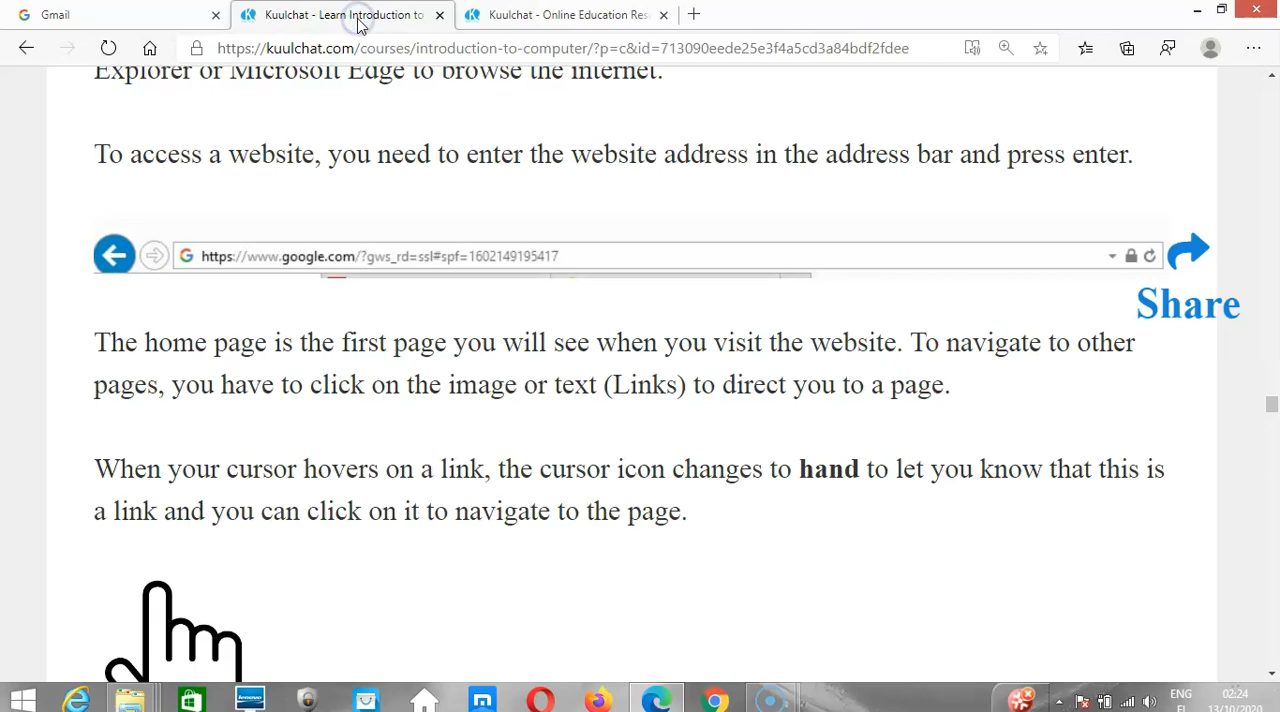 Gmail
Kuulchat - Learn Introduction to
Kuulchat - Online Education Res
https://kuulchat.com/courses/introduction-to-computer/?p=c&id=713090eede25e3f4a5cd3a84bdf2fdee
Explorer or Microsoft Edge to browse the internet.
To access a website, you need to enter the website address in the address bar and press enter.
https://www.google.com/?gws_rd=ssl#spf=1602149195417
Share
The home page is the first page you will see when you visit the website. To navigate to other
pages, you have to click on the image or text (Links) to direct you to a page.
When your cursor hovers on a link, the cursor icon changes to hand to let you know that this is
a link and you can click on it to navigate to the page.
ENG
FI
02:24
13/10/2020